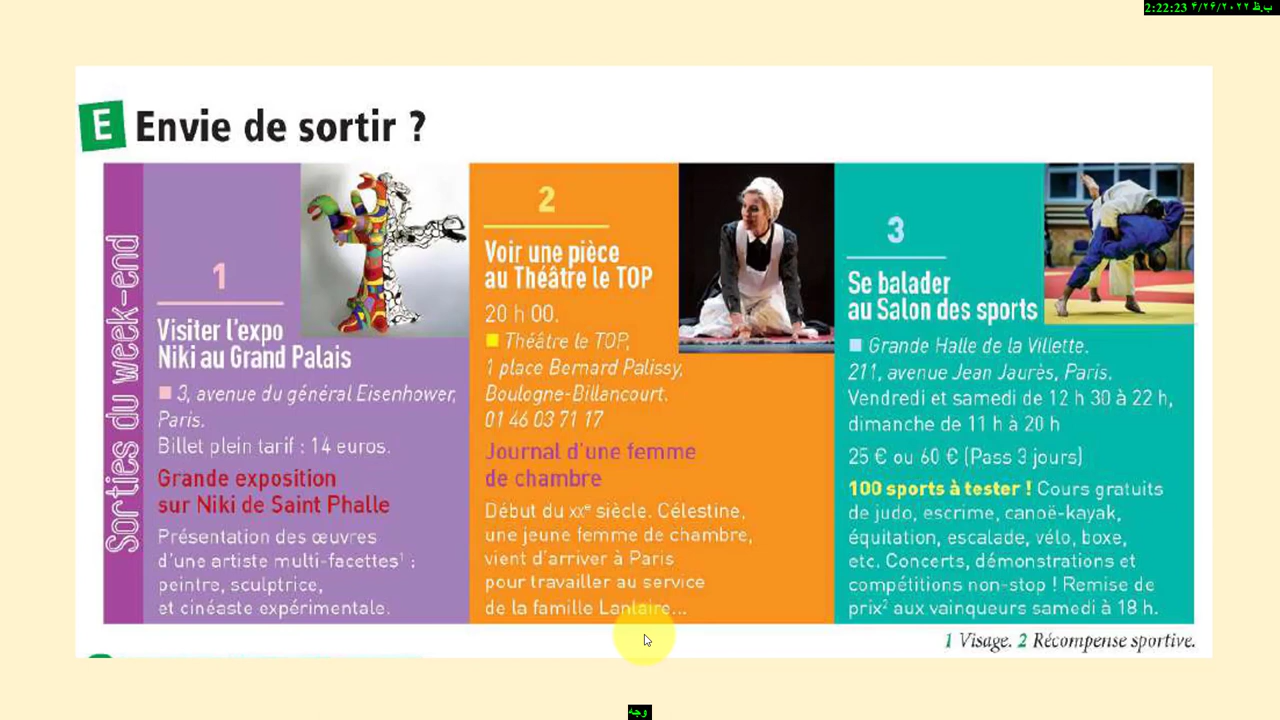 2:22:23 ۴/۲۶/۲۰۲۲ ب.ظ
E Envie de sortir ?
Sorties du week-end
1
Visiter l'expo
Niki au Grand Palais
3, avenue du général Eisenhower,
Paris.
Billet plein tarif : 14 euros.
Grande exposition
sur Niki de Saint Phalle
Présentation des œuvres
d'une artiste multi-facettes¹ :
peintre, sculptrice,
et cinéaste expérimentale.
2
Voir une pièce
au Théâtre le TOP
20 h 00.
Théâtre le TOP,
1 place Bernard Palissy,
Boulogne-Billancourt.
01 46 03 71 17
Journal d'une femme
de chambre
Début du XXᵉ siècle. Célestine,
une jeune femme de chambre,
vient d'arriver à Paris
pour travailler au service
de la famille Lanlaire...
3
Se balader
au Salon des sports
Grande Halle de la Villette.
211, avenue Jean Jaurès, Paris.
Vendredi et samedi de 12 h 30 à 22 h,
dimanche de 11 h à 20 h
25 € ou 60 € (Pass 3 jours)
100 sports à tester ! Cours gratuits
de judo, escrime, canoë-kayak,
équitation, escalade, vélo, boxe,
etc. Concerts, démonstrations et
compétitions non-stop ! Remise de
prix² aux vainqueurs samedi à 18 h.
1 Visage. 2 Récompense sportive.
وجه